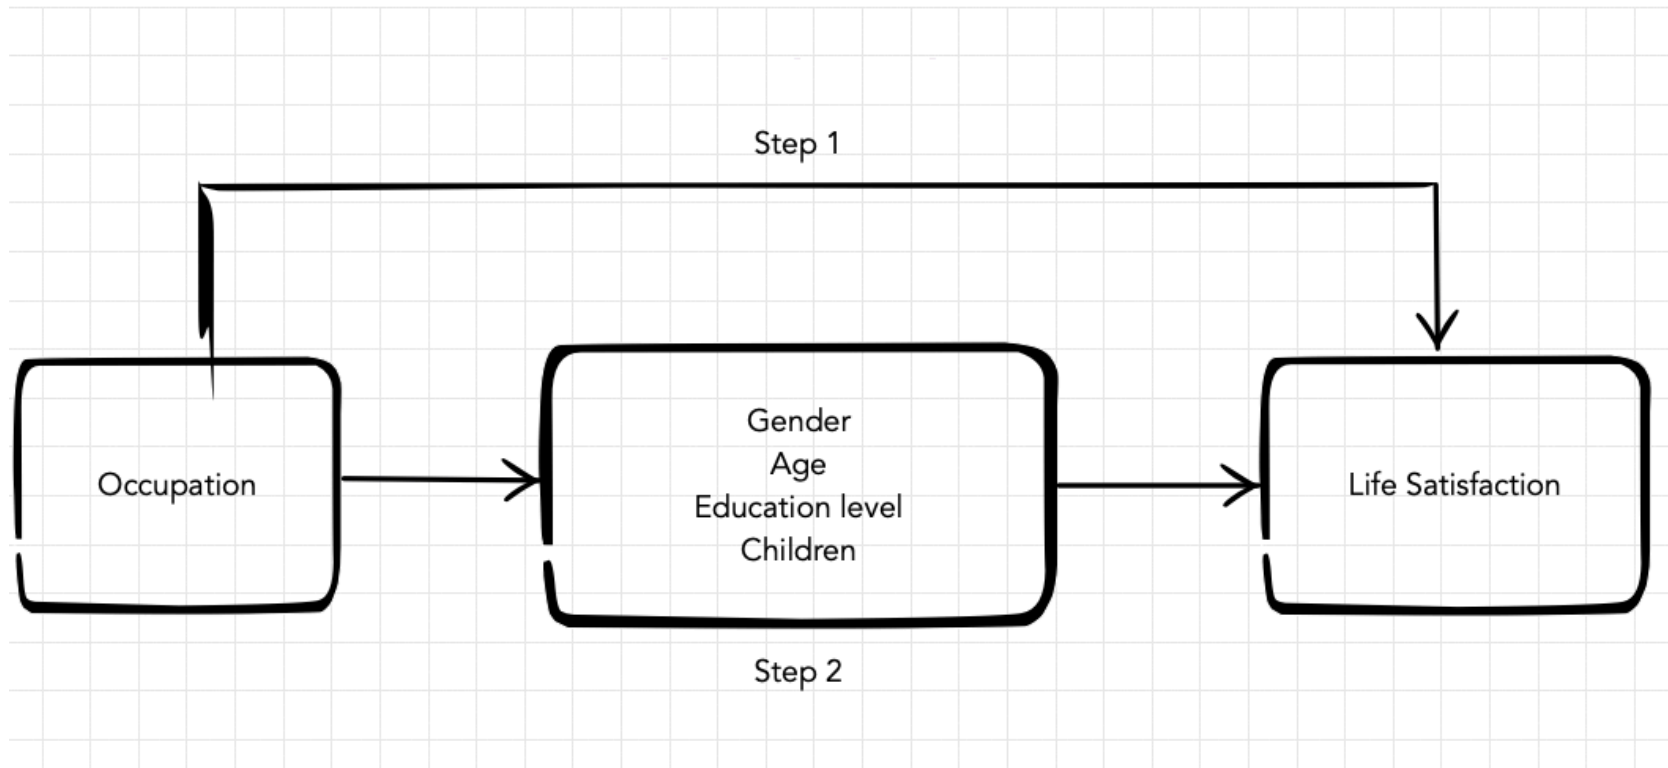 Step 1
Occupation
Gender
Age
Education level
Children
Life Satisfaction
Step 2